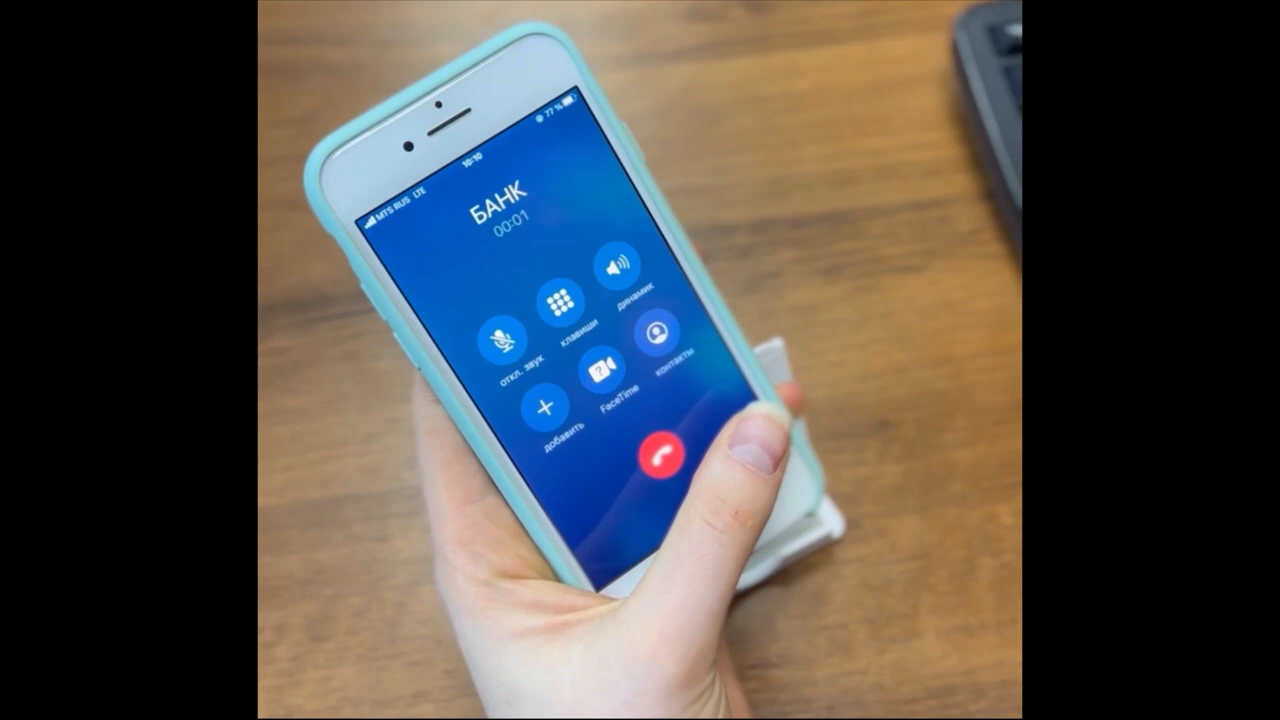 MTS RUS LTE 10:10 77 %
БАНК
00:01
откл. звук клавиши динамик
добавить FaceTime контакты